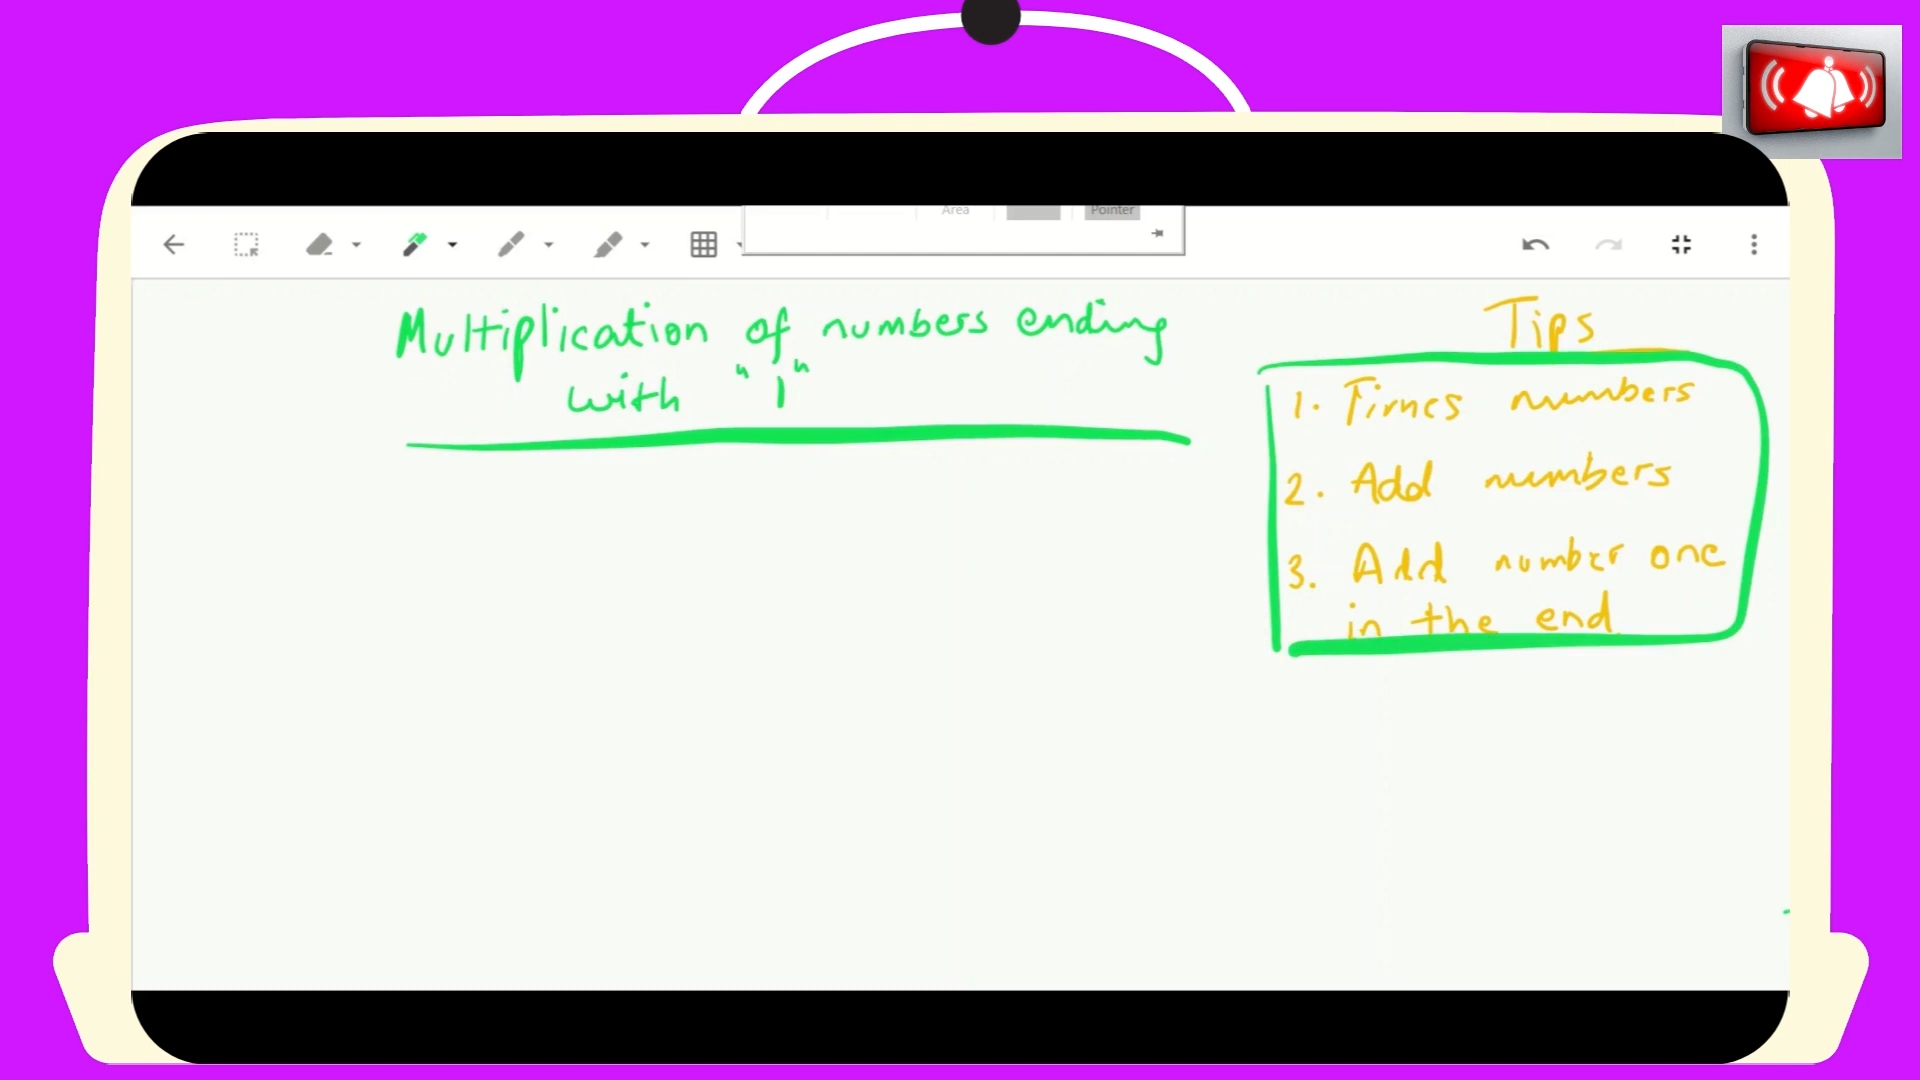 Area Pointer
Multiplication of numbers ending
with "1"
Tips
1. Times numbers
2. Add numbers
3. Add number one
in the end